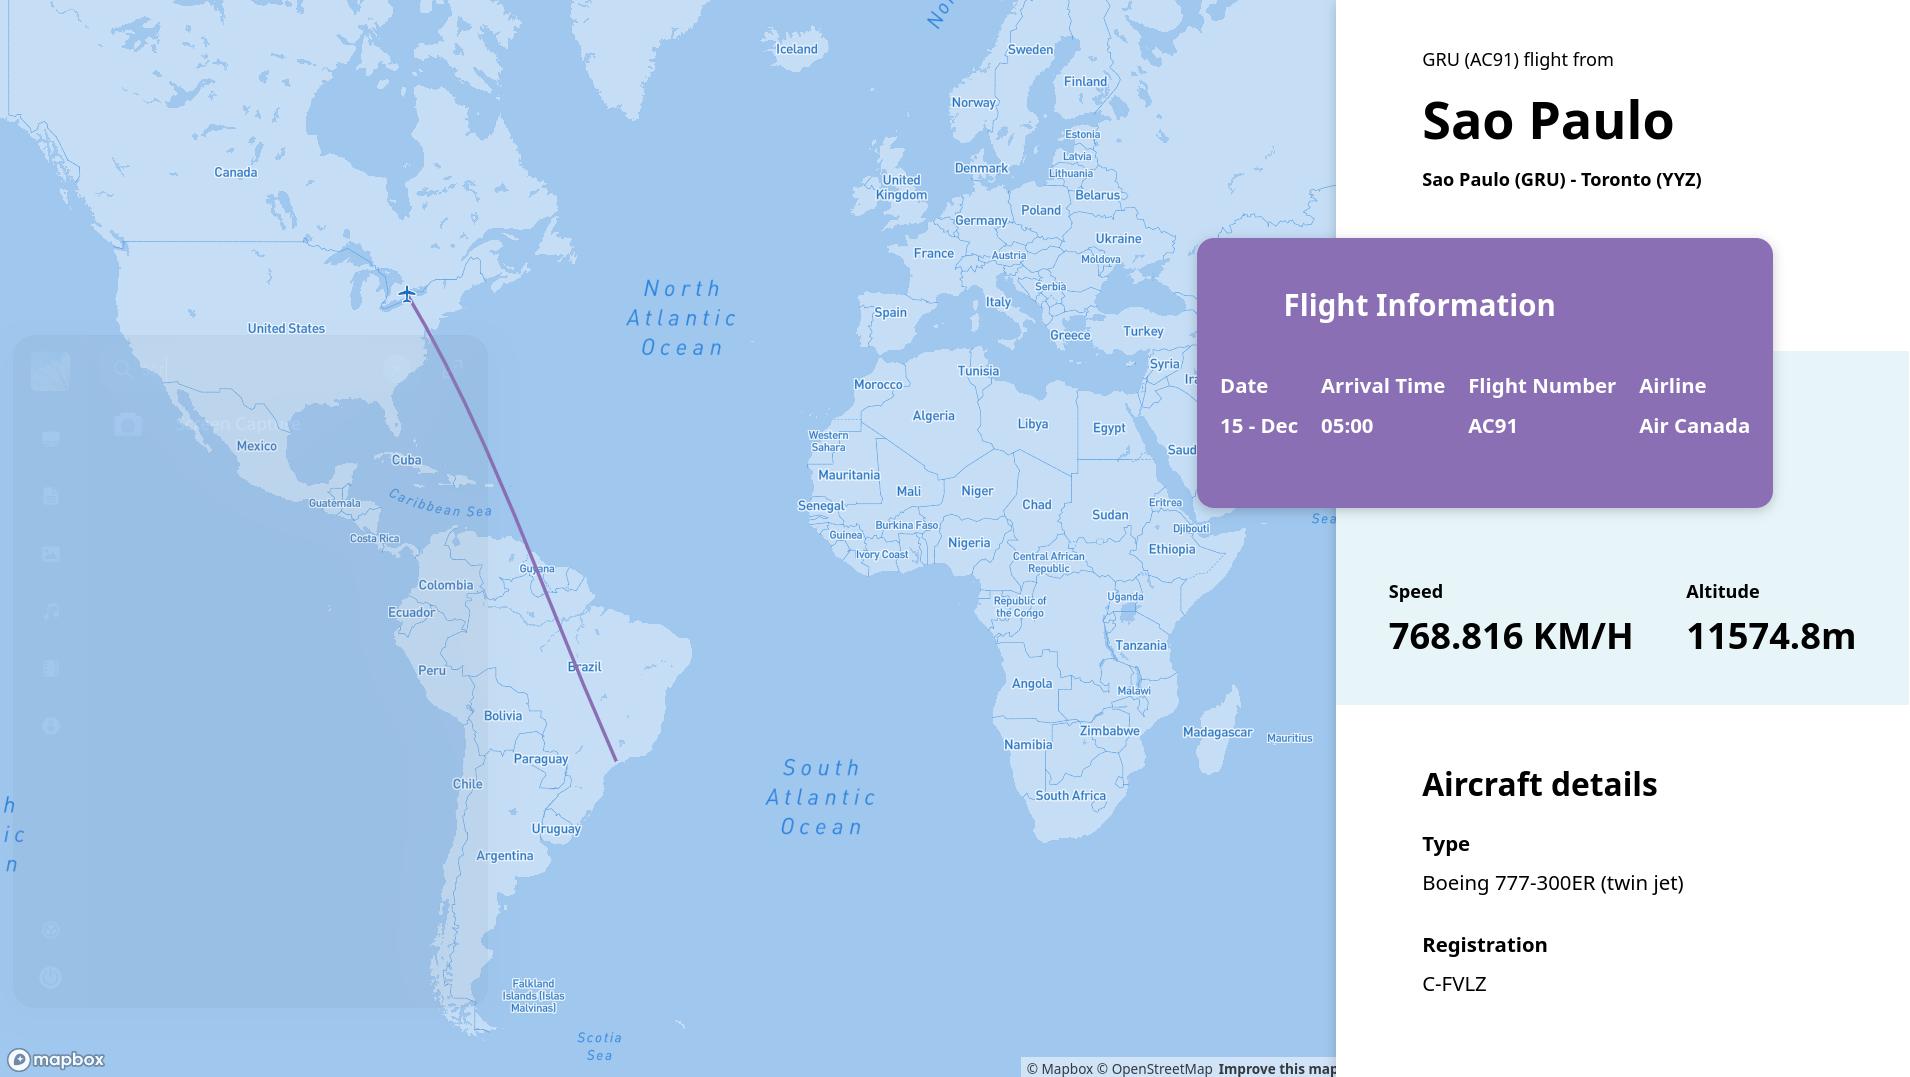 GRU (AC91) flight from
Sao Paulo
Sao Paulo (GRU) - Toronto (YYZ)
Flight Information
Date Arrival Time Flight Number Airline
15 - Dec 05:00 AC91 Air Canada
Speed Altitude
768.816 KM/H 11574.8m
Aircraft details
Type
Boeing 777-300ER (twin jet)
Registration
C-FVLZ
Iceland
Sweden
Finland
Norway
Estonia
Latvia
Lithuania
Denmark
Canada
United
Kingdom
Belarus
Poland
Germany
Ukraine
France
Austria
Moldova
Serbia
North
Atlantic
Ocean
Italy
Spain
United States
Turkey
Greece
Syria
Tunisia
Morocco
Algeria
Libya
Egypt
Screen Capture
Western
Sahara
Mexico
Saud
Cuba
Mauritania
Mali
Niger
Caribbean Sea
Guatemala
Senegal
Chad
Eritrea
Sudan
Sea
Burkina Faso
Djibouti
Costa Rica
Guinea
Nigeria
Ethiopia
Ivory Coast
Central African
Republic
Guyana
Colombia
Uganda
Republic of
the Congo
Ecuador
Tanzania
Brazil
Peru
Angola
Malawi
Bolivia
Zimbabwe
Madagascar
Mauritius
Namibia
Paraguay
South
Atlantic
Ocean
Chile
South Africa
Uruguay
Argentina
h
ic
n
Falkland
Islands (Islas
Malvinas)
Scotia
Sea
mapbox
© Mapbox © OpenStreetMap Improve this map